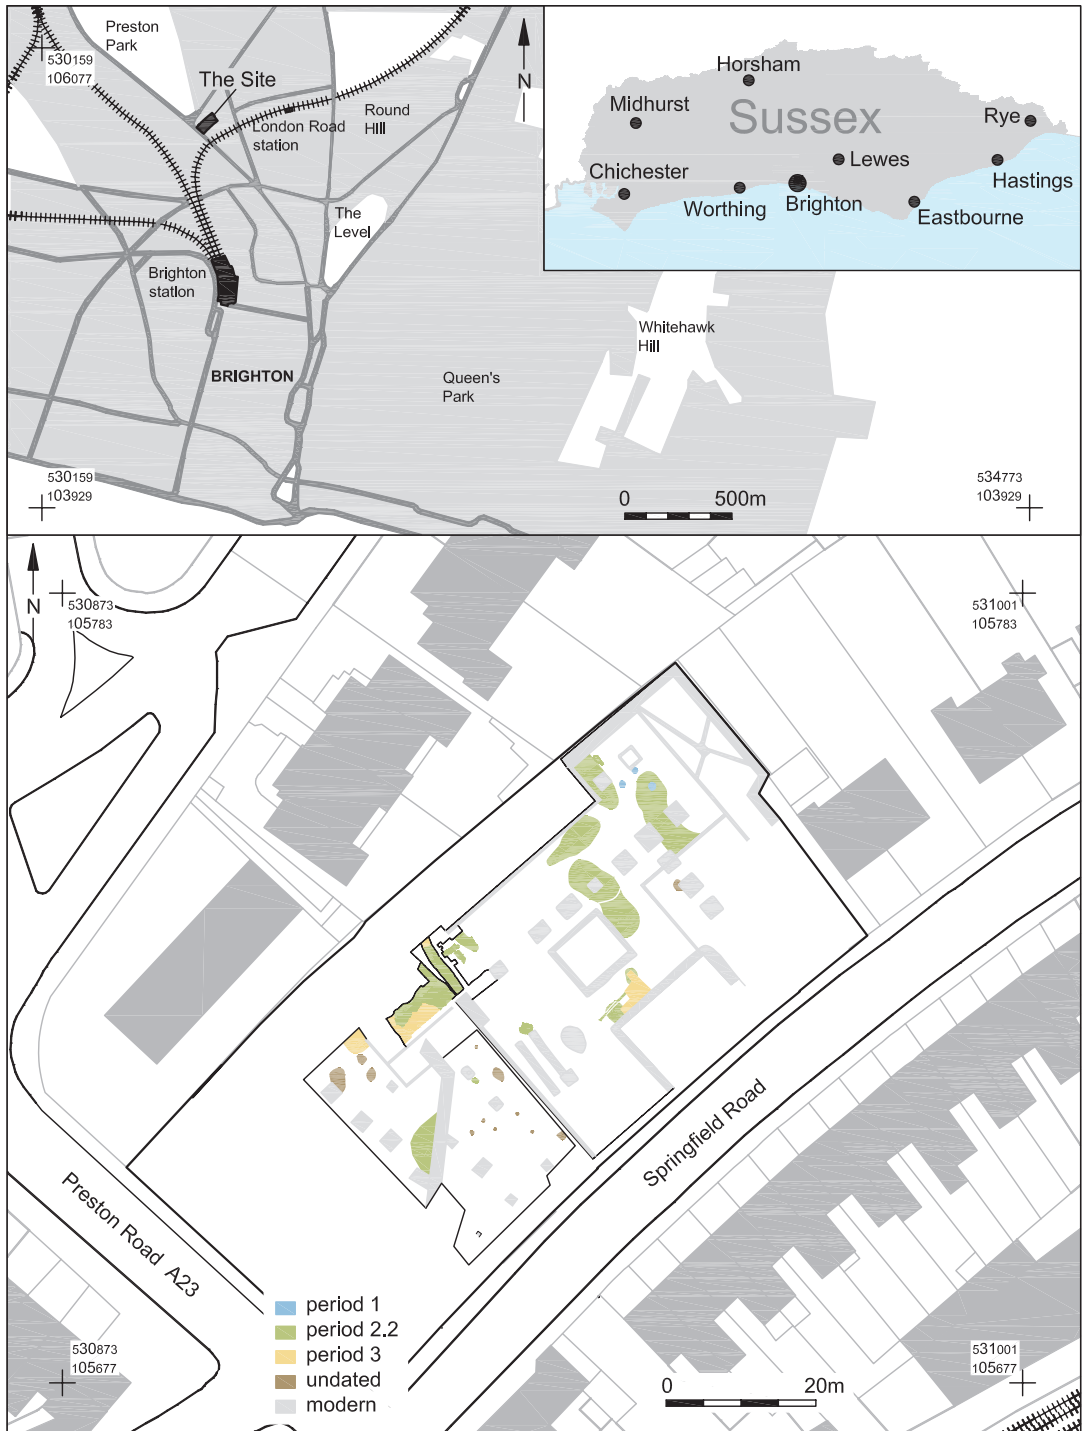 Preston
Park
530159
106077
The Site
London Road
station
Round
Hill
N
The
Level
Brighton
station
BRIGHTON
Queen's
Park
Whitehawk
Hill
530159
103929
0 500m
534773
103929
Horsham
Midhurst
Sussex
Rye
Lewes
Chichester
Hastings
Worthing
Brighton
Eastbourne
N
530873
105783
531001
105783
Springfield Road
Preston Road A23
period 1
period 2.2
period 3
undated
modern
530873
105677
0 20m
531001
105677